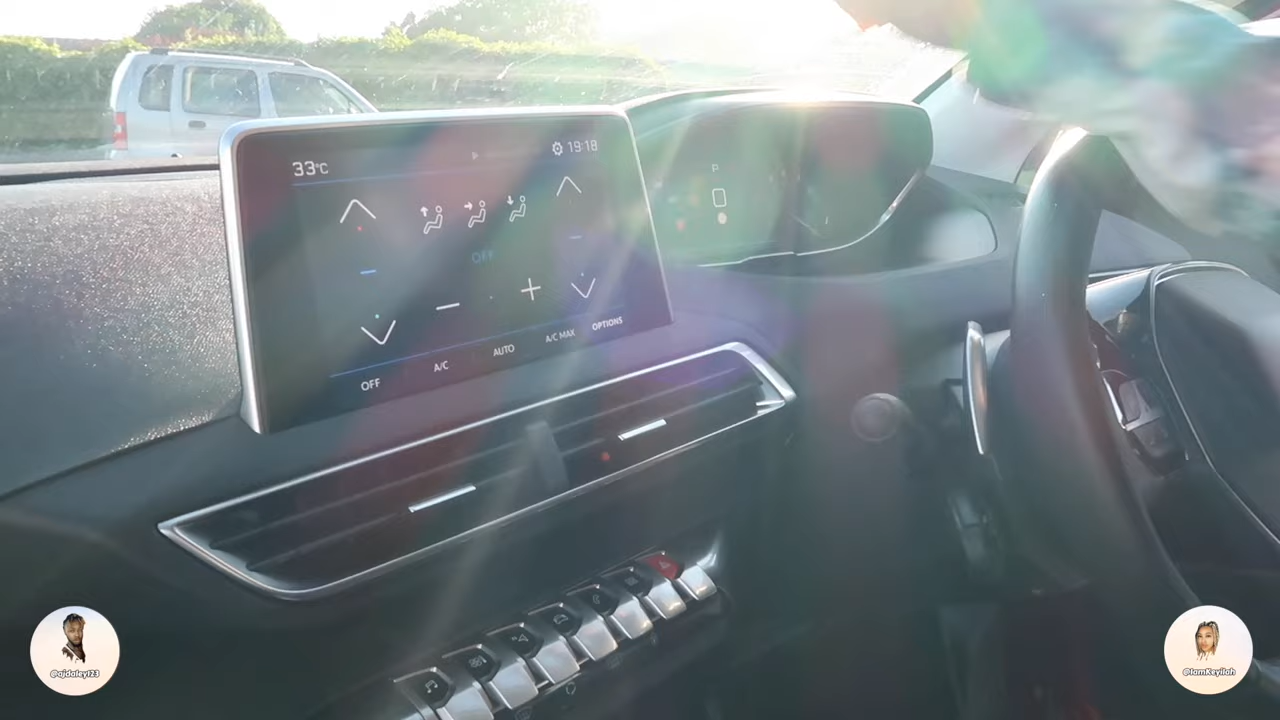 33°C
19:18
P
OFF
OFF
A/C
AUTO
A/C MAX
OPTIONS
@ajdaley123
@IamKeyilah